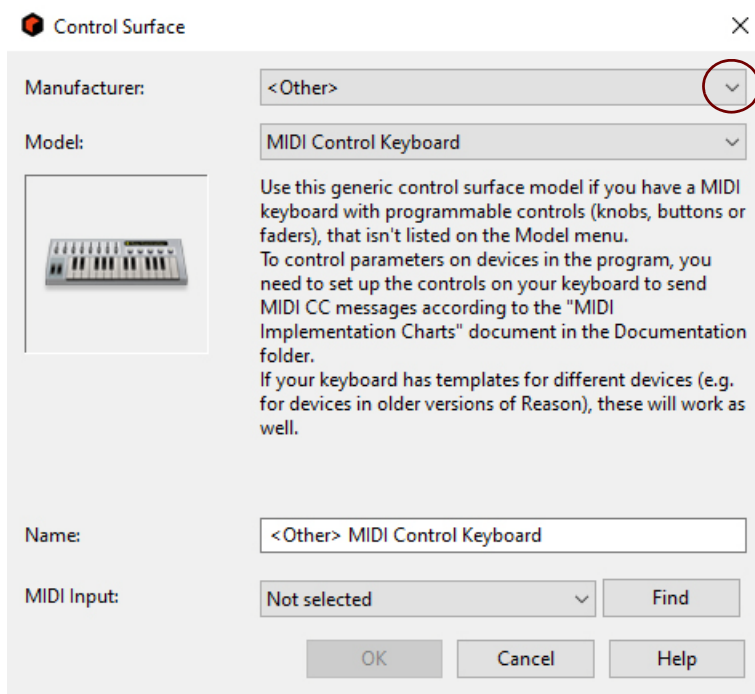 Control Surface
Manufacturer:
<Other>
Model:
MIDI Control Keyboard
Use this generic control surface model if you have a MIDI
keyboard with programmable controls (knobs, buttons or
faders), that isn't listed on the Model menu.
To control parameters on devices in the program, you
need to set up the controls on your keyboard to send
MIDI CC messages according to the "MIDI
Implementation Charts" document in the Documentation
folder.
If your keyboard has templates for different devices (e.g.
for devices in older versions of Reason), these will work as
well.
Name:
<Other> MIDI Control Keyboard
MIDI Input:
Not selected
Find
OK
Cancel
Help